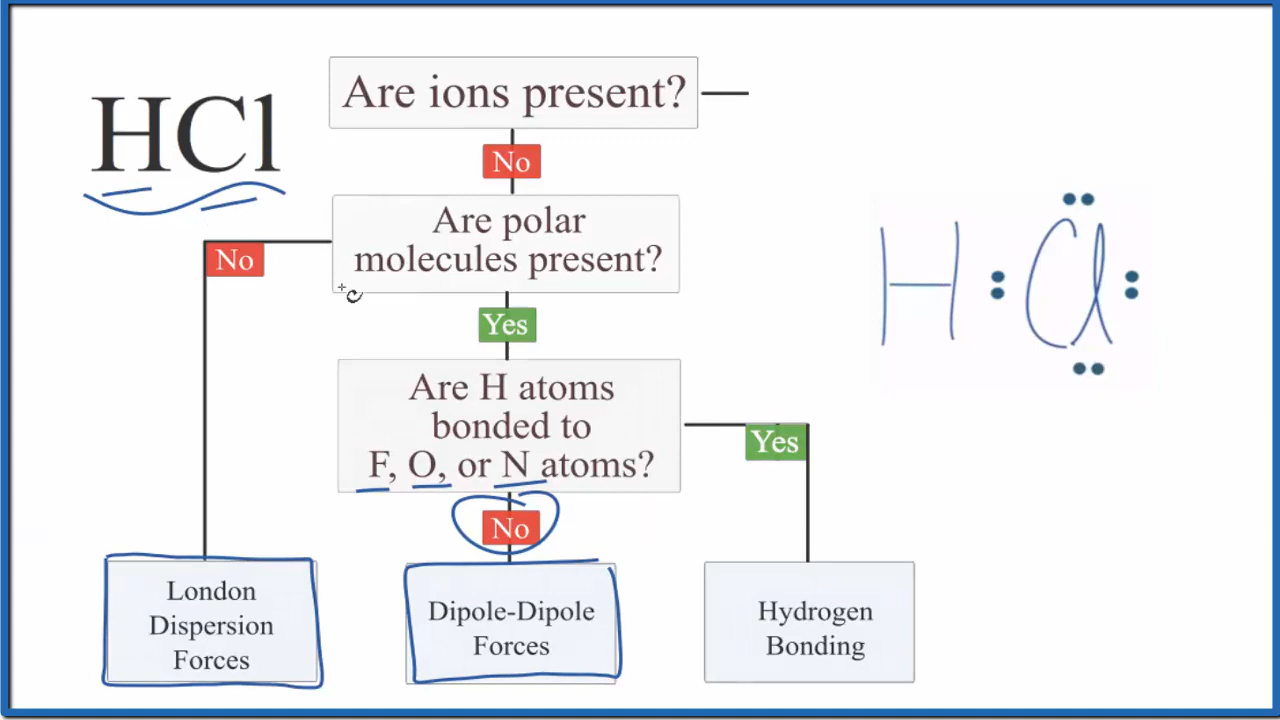 HCl
Are ions present?
No
Are polar
molecules present?
No
Yes
Are H atoms
bonded to
F, O, or N atoms?
Yes
No
London
Dispersion
Forces
Dipole-Dipole
Forces
Hydrogen
Bonding
H : Cl :